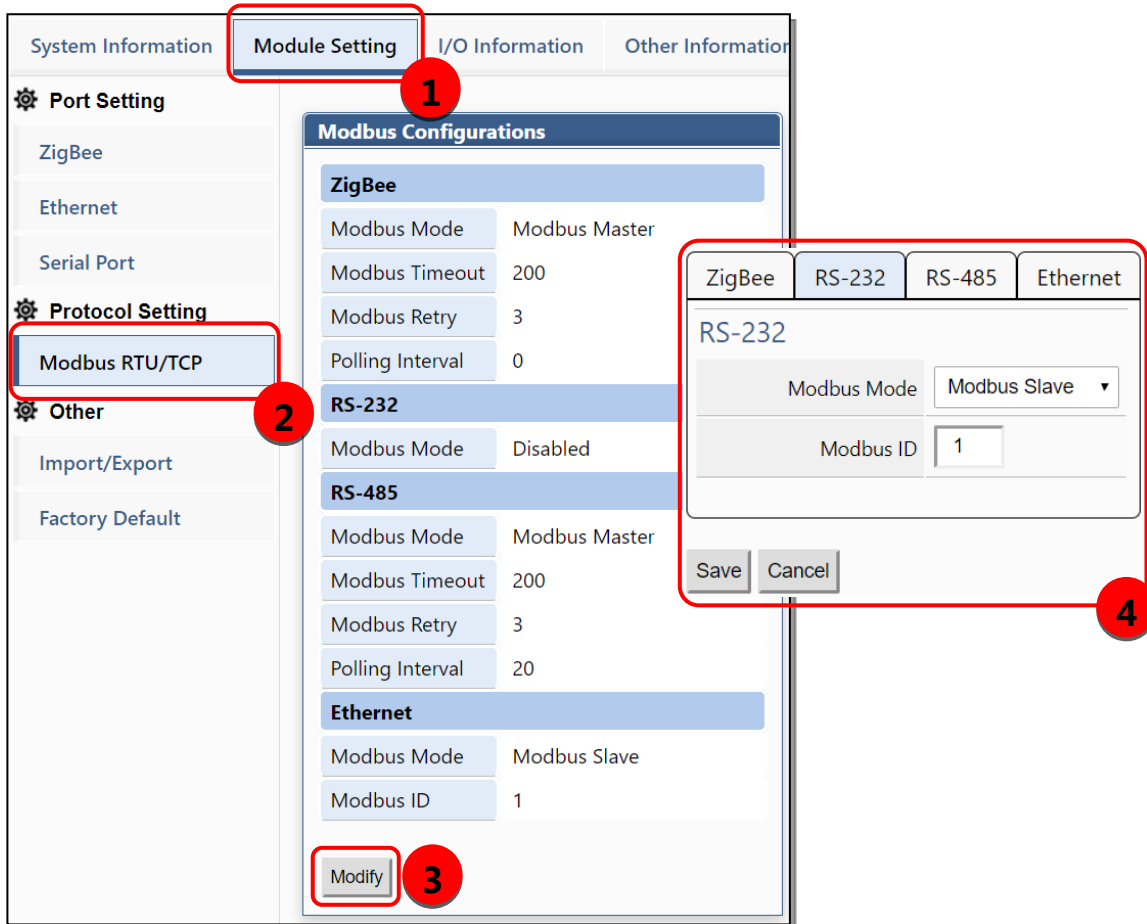 System Information Module Setting I/O Information Other Information
1
Port Setting
ZigBee
Ethernet
Serial Port
Protocol Setting
Modbus RTU/TCP
2
Other
Import/Export
Factory Default
Modbus Configurations
ZigBee
Modbus Mode Modbus Master
Modbus Timeout 200
Modbus Retry 3
Polling Interval 0
RS-232
Modbus Mode Disabled
RS-485
Modbus Mode Modbus Master
Modbus Timeout 200
Modbus Retry 3
Polling Interval 20
Ethernet
Modbus Mode Modbus Slave
Modbus ID 1
Modify
3
ZigBee RS-232 RS-485 Ethernet
RS-232
Modbus Mode Modbus Slave
Modbus ID 1
Save Cancel
4